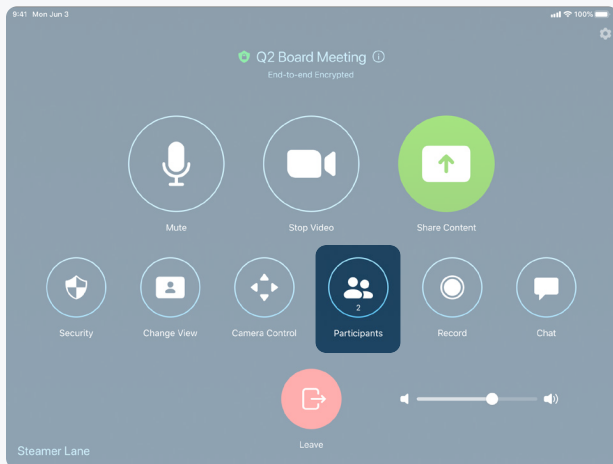 9:41 Mon Jun 3
100%
Q2 Board Meeting
End-to-end Encrypted
Mute
Stop Video
Share Content
2
Security
Change View
Camera Control
Participants
Record
Chat
Leave
Steamer Lane